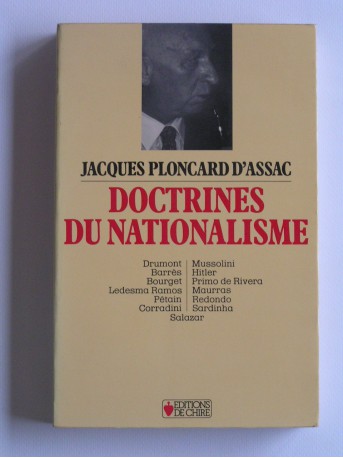 JACQUES PLONCARD D'ASSAC
DOCTRINES
DU NATIONALISME
Drumont
Barrès
Bourget
Ledesma Ramos
Pétain
Corradini
Mussolini
Hitler
Primo de Rivera
Maurras
Redondo
Sardinha
Salazar
EDITIONS
DE CHIRE